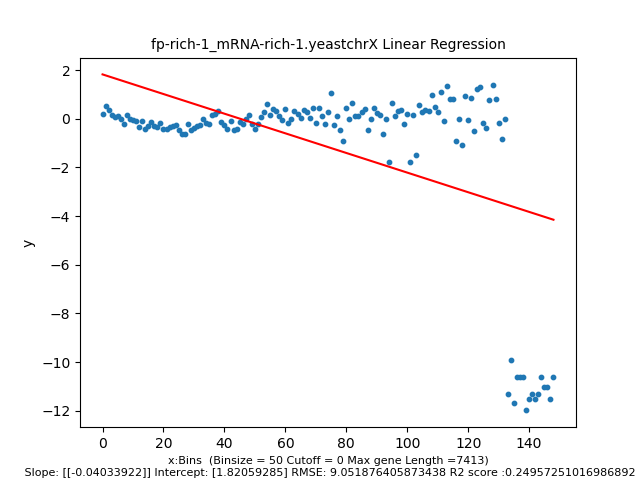 fp-rich-1_mRNA-rich-1.yeastchrX Linear Regression
2
0
−2
−4
−6
−8
−10
−12
y
0 20 40 60 80 100 120 140
x:Bins (Binsize = 50 Cutoff = 0 Max gene Length =7413)
Slope: [[-0.04033922]] Intercept: [1.82059285] RMSE: 9.051876405873438 R2 score :0.24957251016986892